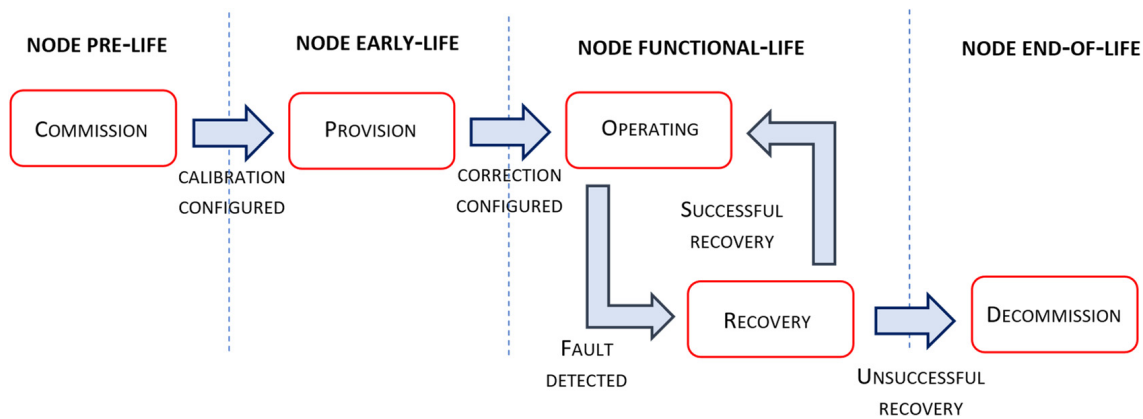 NODE PRE-LIFE
NODE EARLY-LIFE
NODE FUNCTIONAL-LIFE
NODE END-OF-LIFE
COMMISSION
PROVISION
OPERATING
CALIBRATION
CONFIGURED
CORRECTION
CONFIGURED
SUCCESSFUL
RECOVERY
RECOVERY
DECOMMISSION
FAULT
DETECTED
UNSUCCESSFUL
RECOVERY